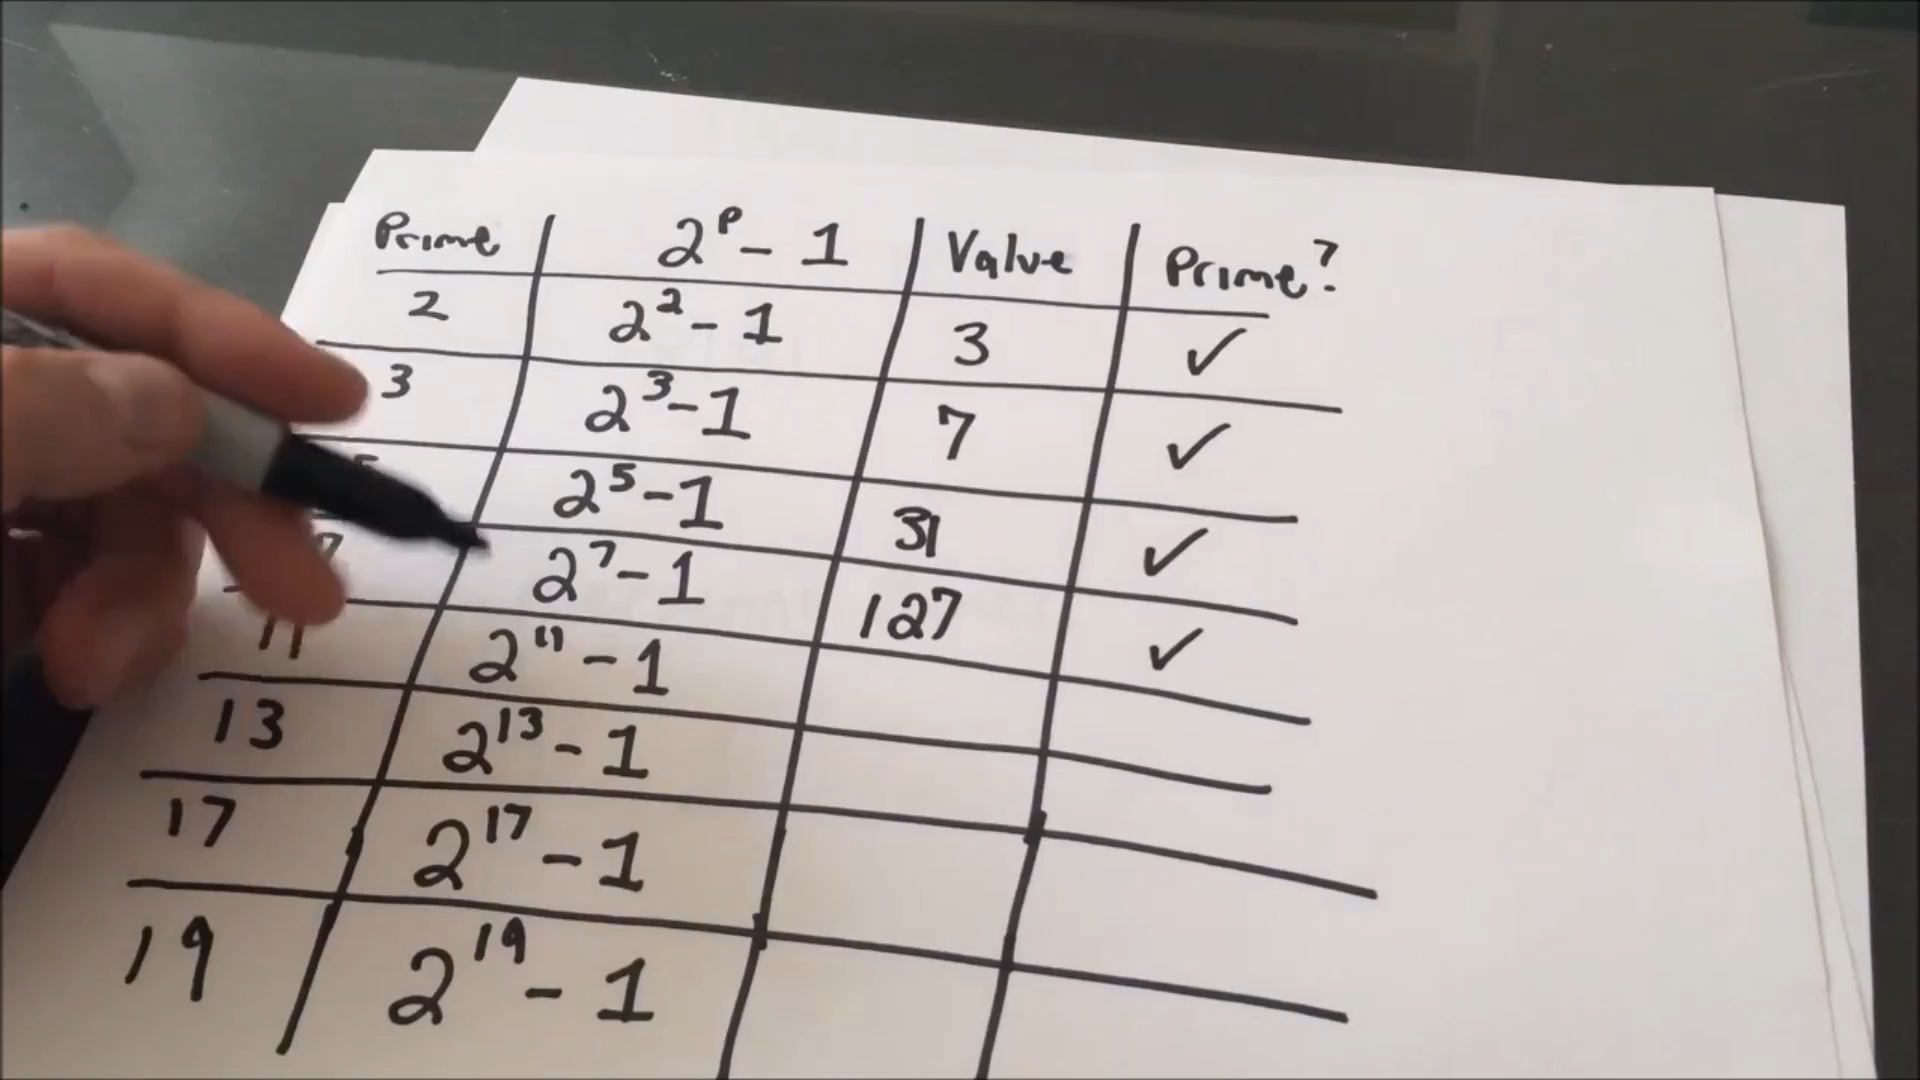 Prime 2^p - 1 Value Prime?
2 2^2 - 1 3 ✓
3 2^3 - 1 7 ✓
5 2^5 - 1 31 ✓
7 2^7 - 1 127 ✓
11 2^11 - 1
13 2^13 - 1
17 2^17 - 1
19 2^19 - 1